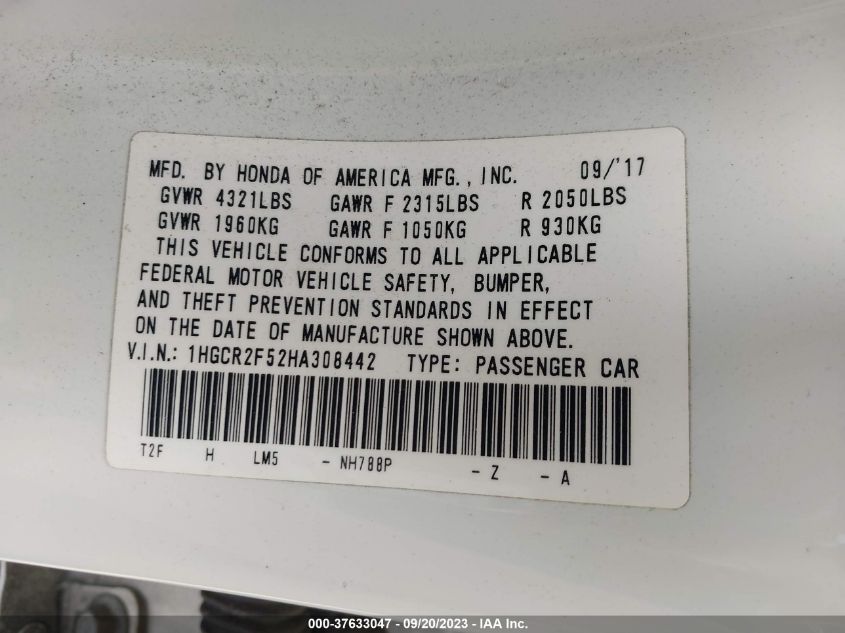 MFD. BY HONDA OF AMERICA MFG., INC. 09/'17
GVWR 4321LBS GAWR F 2315LBS R 2050LBS
GVWR 1960KG GAWR F 1050KG R 930KG
THIS VEHICLE CONFORMS TO ALL APPLICABLE
FEDERAL MOTOR VEHICLE SAFETY, BUMPER,
AND THEFT PREVENTION STANDARDS IN EFFECT
ON THE DATE OF MANUFACTURE SHOWN ABOVE.
V.I.N.: 1HGCR2F52HA308442 TYPE: PASSENGER CAR
T2F H LM5 - NH788P - Z - A
000-37633047 - 09/20/2023 - IAA Inc.